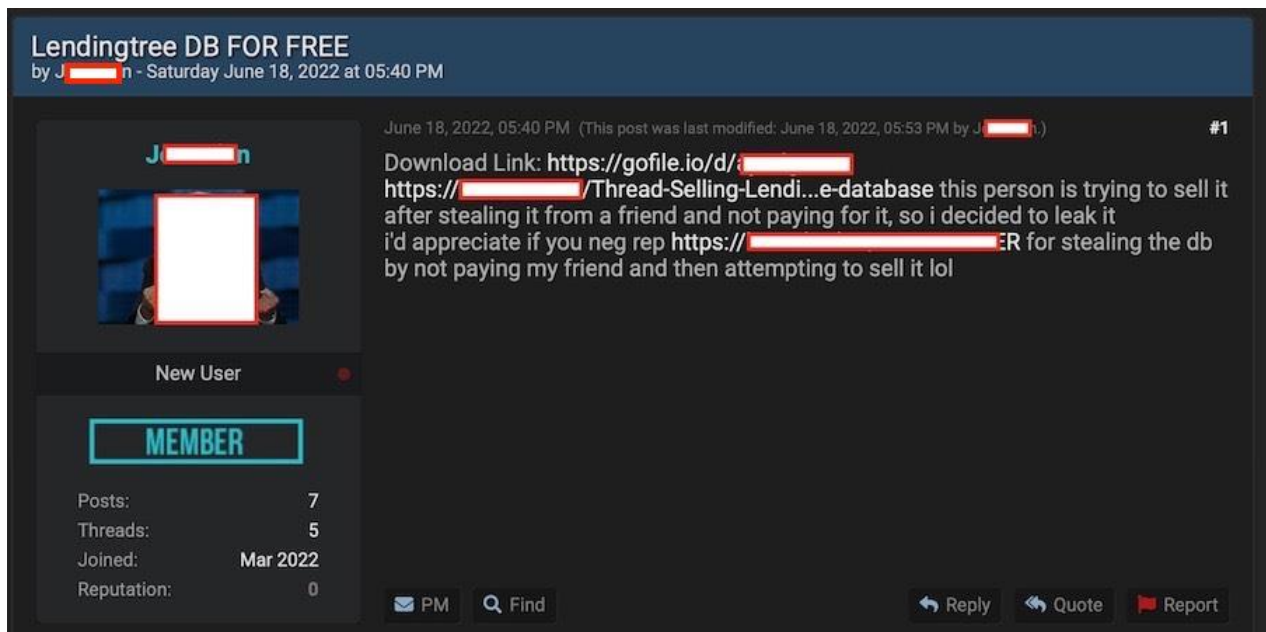 Lendingtree DB FOR FREE
by J n - Saturday June 18, 2022 at 05:40 PM
J n
New User
MEMBER
Posts: 7
Threads: 5
Joined: Mar 2022
Reputation: 0
June 18, 2022, 05:40 PM (This post was last modified: June 18, 2022, 05:53 PM by J .) #1
Download Link: https://gofile.io/d/
https:// /Thread-Selling-Lendi...e-database this person is trying to sell it
after stealing it from a friend and not paying for it, so i decided to leak it
i'd appreciate if you neg rep https:// ER for stealing the db
by not paying my friend and then attempting to sell it lol
PM Find Reply Quote Report